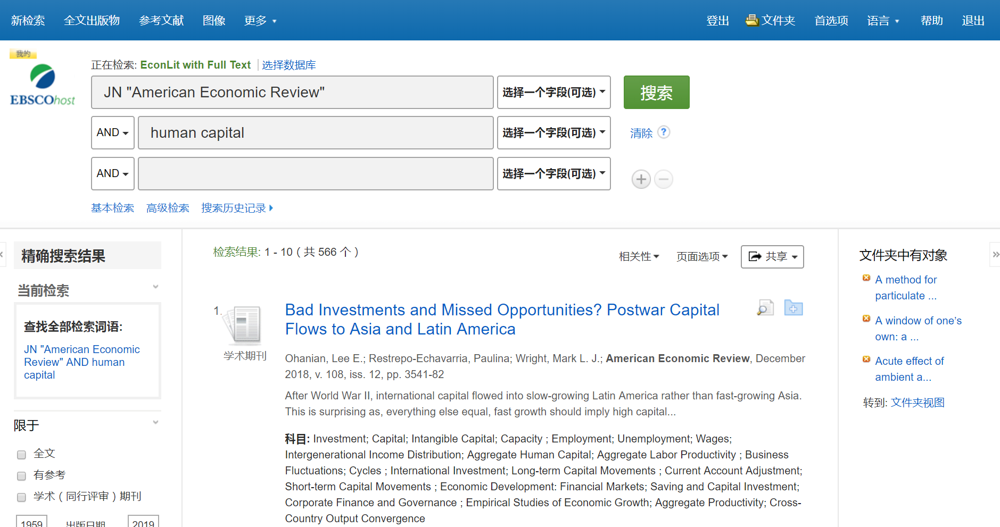 新检索 全文出版物 参考文献 图像 更多 登出 文件夹 首选项 语言 帮助 退出
我的
EBSCOhost
正在检索: EconLit with Full Text 选择数据库
JN "American Economic Review" 选择一个字段(可选) 搜索
AND human capital 选择一个字段(可选) 清除 ?
AND 选择一个字段(可选)
基本检索 高级检索 搜索历史记录
精确搜索结果
当前检索
查找全部检索词语:
JN "American Economic
Review" AND human
capital
限于
全文
有参考
学术（同行评审）期刊
1959 出版日期 2019
检索结果: 1 - 10（共 566 个）
相关性 页面选项 共享
1.
学术期刊
Bad Investments and Missed Opportunities? Postwar Capital
Flows to Asia and Latin America
Ohanian, Lee E.; Restrepo-Echavarria, Paulina; Wright, Mark L. J.; American Economic Review, December
2018, v. 108, iss. 12, pp. 3541-82
After World War II, international capital flowed into slow-growing Latin America rather than fast-growing Asia.
This is surprising as, everything else equal, fast growth should imply high capital...
科目: Investment; Capital; Intangible Capital; Capacity ; Employment; Unemployment; Wages;
Intergenerational Income Distribution; Aggregate Human Capital; Aggregate Labor Productivity ; Business
Fluctuations; Cycles ; International Investment; Long-term Capital Movements ; Current Account Adjustment;
Short-term Capital Movements ; Economic Development: Financial Markets; Saving and Capital Investment;
Corporate Finance and Governance ; Empirical Studies of Economic Growth; Aggregate Productivity; Cross-
Country Output Convergence
文件夹中有对象
A method for
particulate ...
A window of one’s
own: a ...
Acute effect of
ambient a...
转到: 文件夹视图